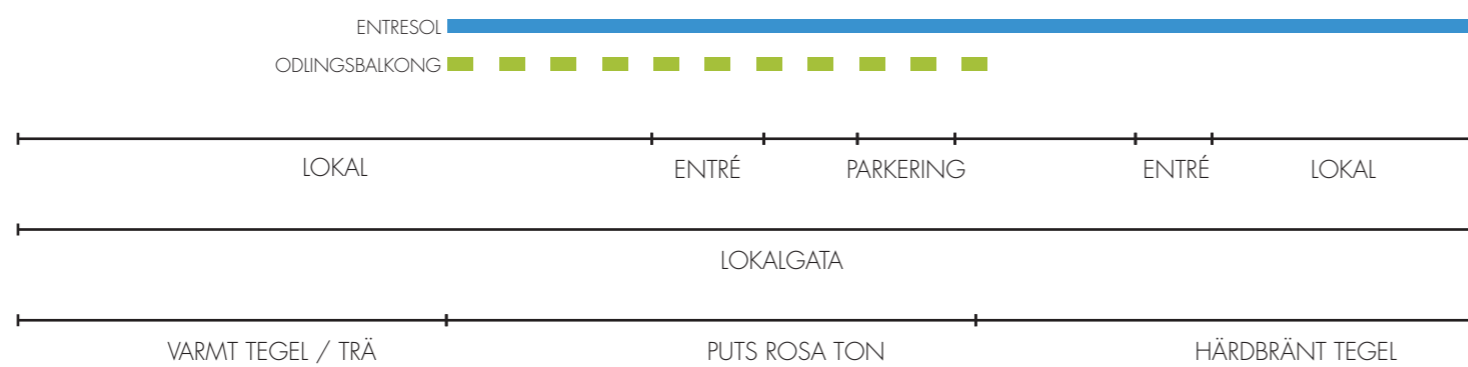 ENTRESOL
ODLINGSBALKONG
LOKAL ENTRÉ PARKERING ENTRÉ LOKAL
LOKALGATA
VARMT TEGEL / TRÄ PUTS ROSA TON HÄRDBRÄNT TEGEL